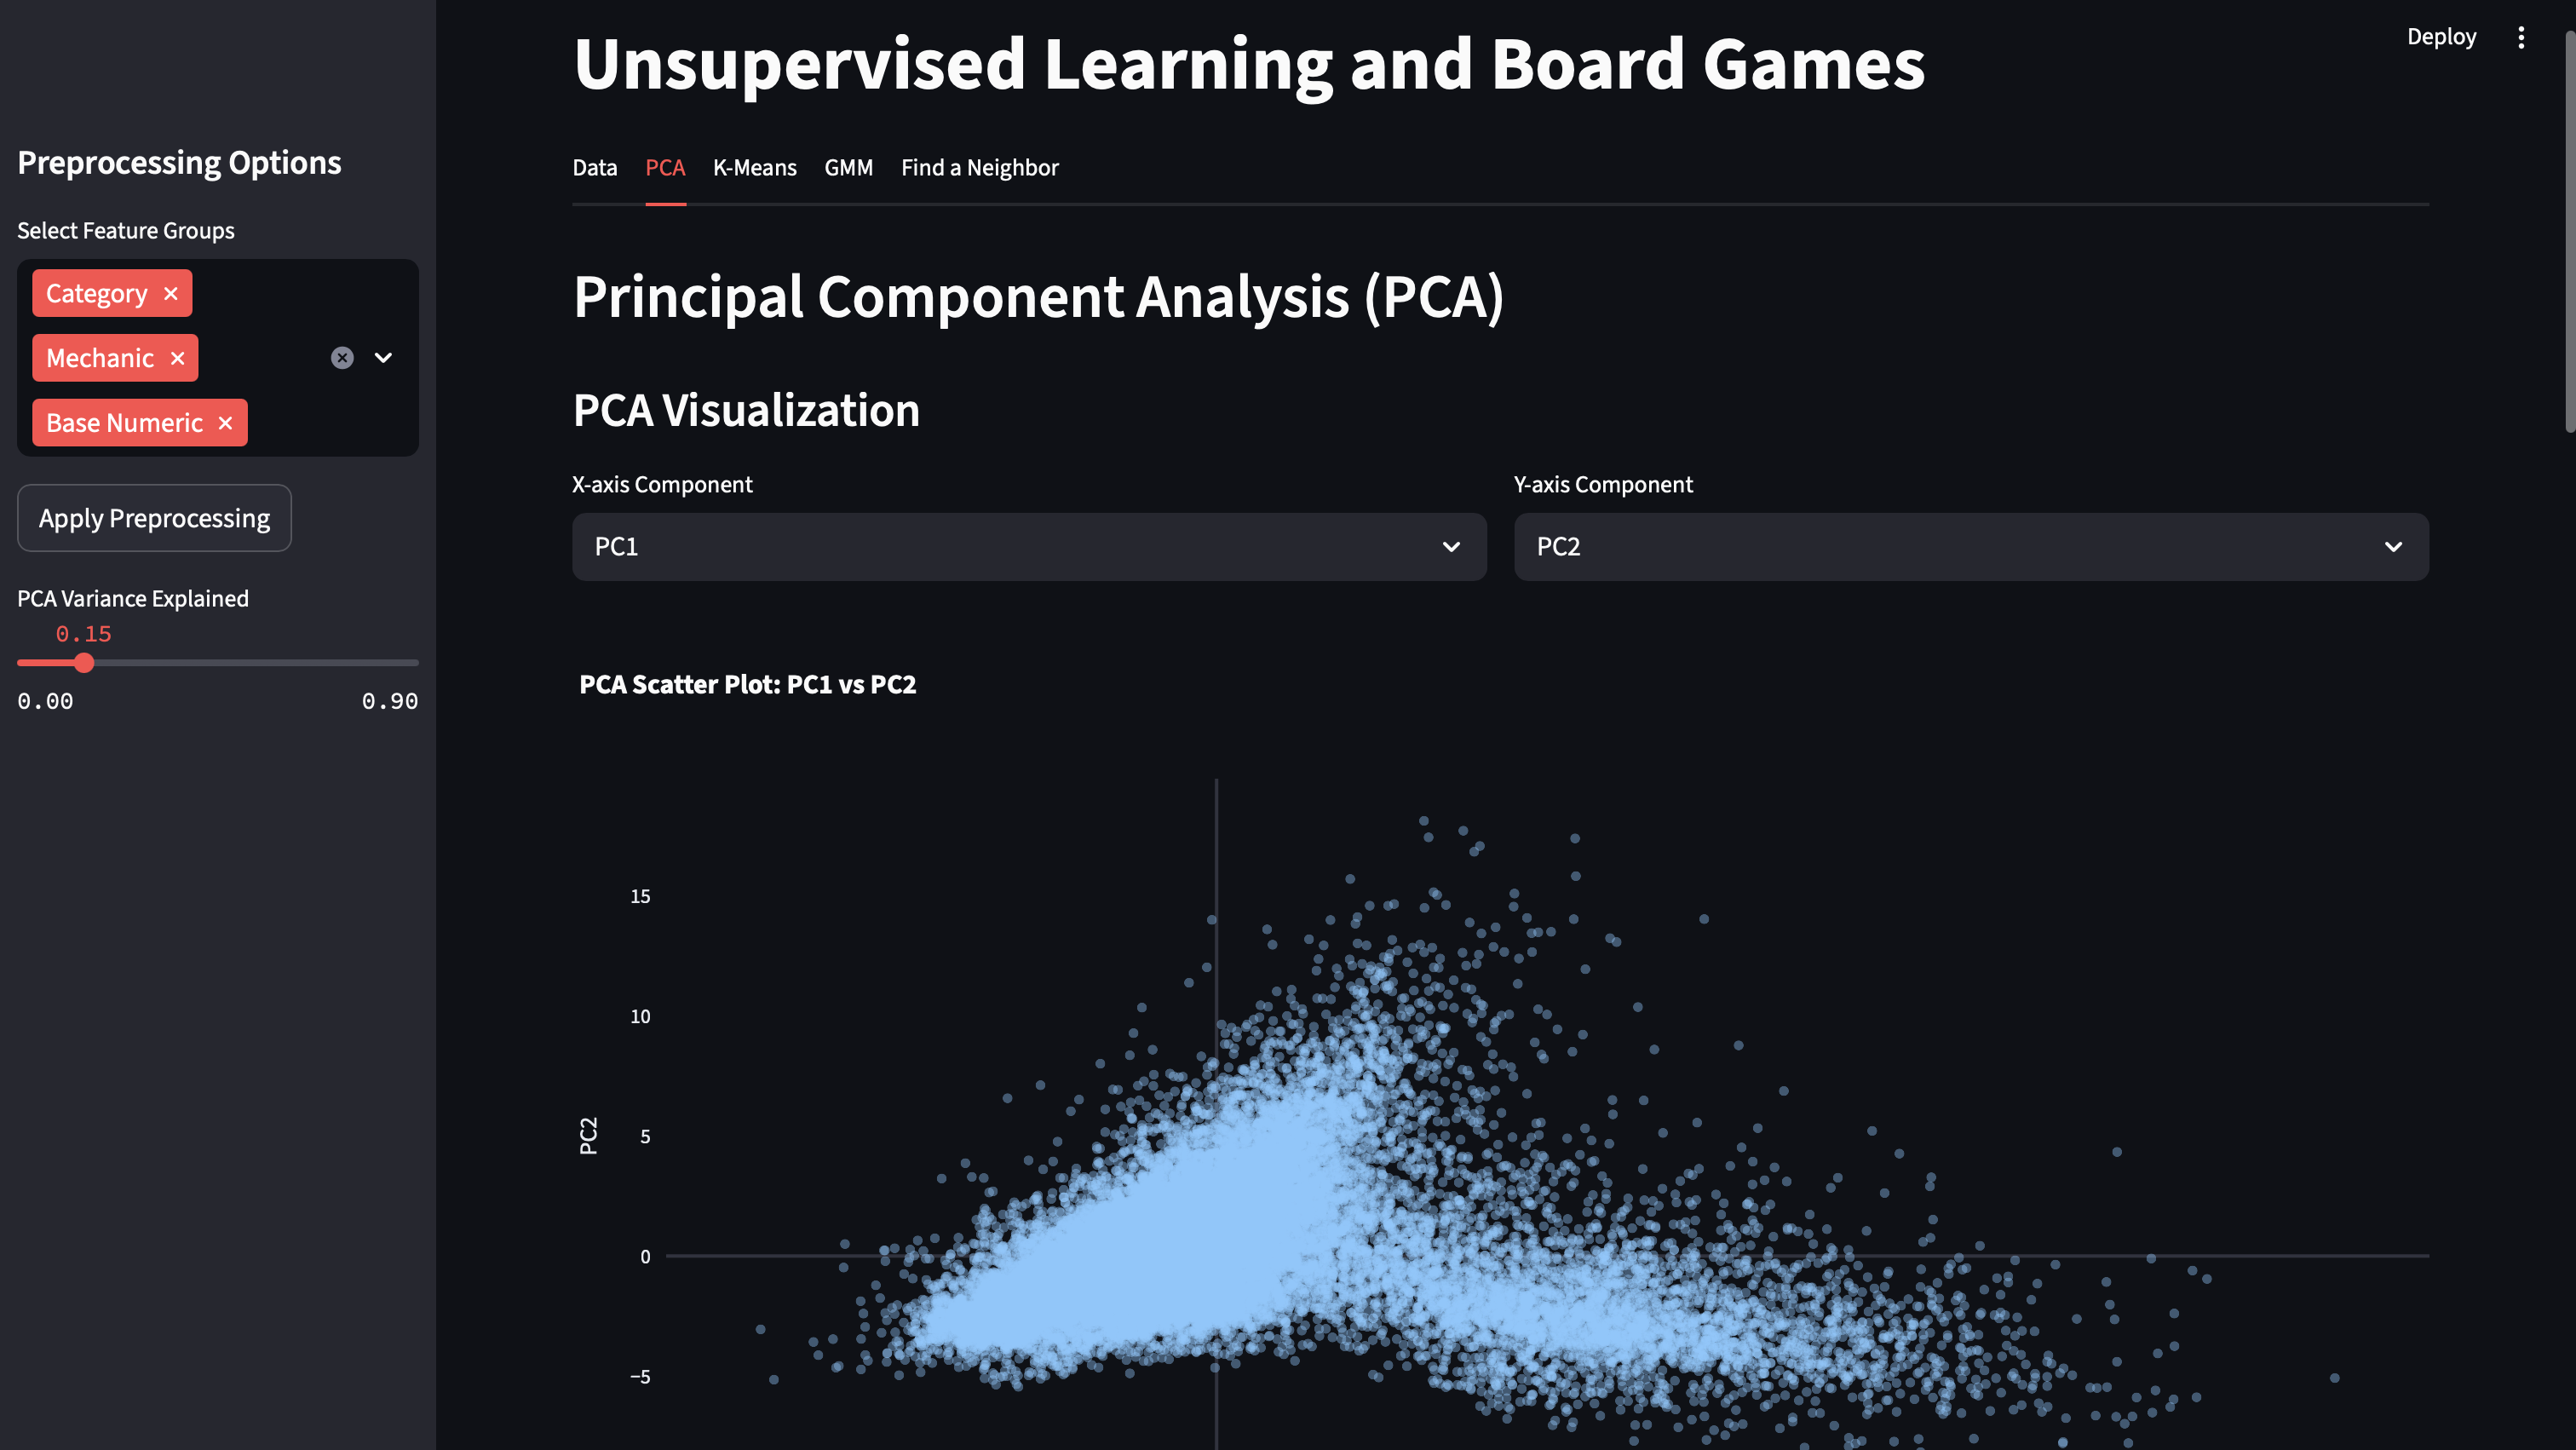 Deploy
Unsupervised Learning and Board Games
Data PCA K-Means GMM Find a Neighbor
Preprocessing Options
Select Feature Groups
Category
Mechanic
Base Numeric
Apply Preprocessing
PCA Variance Explained
0.15
0.00 0.90
Principal Component Analysis (PCA)
PCA Visualization
X-axis Component Y-axis Component
PC1 PC2
PCA Scatter Plot: PC1 vs PC2
15
10
5
0
−5
PC2